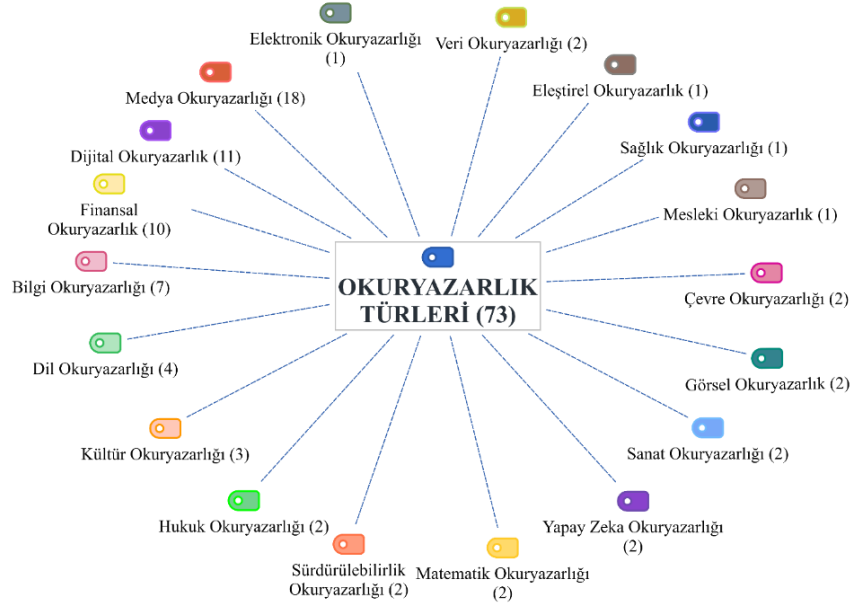 Elektronik Okuryazarlığı
(1)
Veri Okuryazarlığı (2)
Medya Okuryazarlığı (18)
Eleştirel Okuryazarlık (1)
Dijital Okuryazarlık (11)
Sağlık Okuryazarlığı (1)
Finansal
Okuryazarlık (10)
Mesleki Okuryazarlık (1)
Bilgi Okuryazarlığı (7)
OKURYAZARLIK
TÜRLERİ (73)
Çevre Okuryazarlığı (2)
Dil Okuryazarlığı (4)
Görsel Okuryazarlık (2)
Kültür Okuryazarlığı (3)
Sanat Okuryazarlığı (2)
Hukuk Okuryazarlığı (2)
Yapay Zeka Okuryazarlığı
(2)
Sürdürülebilirlik
Okuryazarlığı (2)
Matematik Okuryazarlığı
(2)